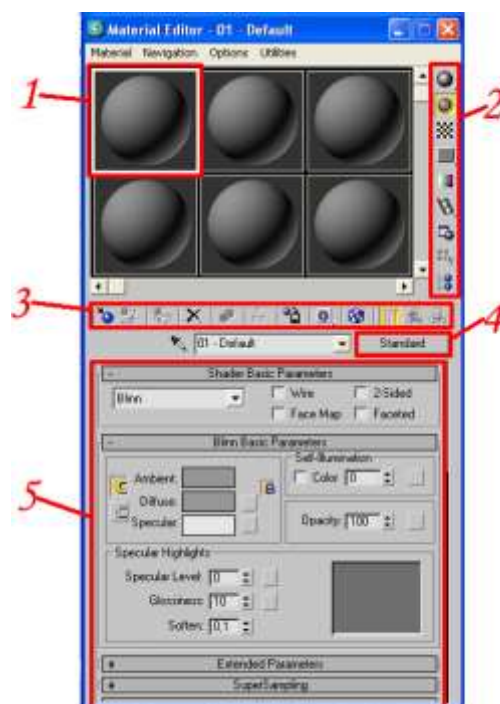 Material Editor - 01 - Default
Material Navigation Options Utilities
1
2
3
01 - Default
Standard
4
- Shader Basic Parameters
Blinn
Wire 2-Sided
Face Map Faceted
- Blinn Basic Parameters
5
Self-Illumination
Ambient:
Color 0
Diffuse:
Specular:
Opacity: 100
Specular Highlights
Specular Level: 0
Glossiness: 10
Soften: 0.1
+ Extended Parameters
+ SuperSampling